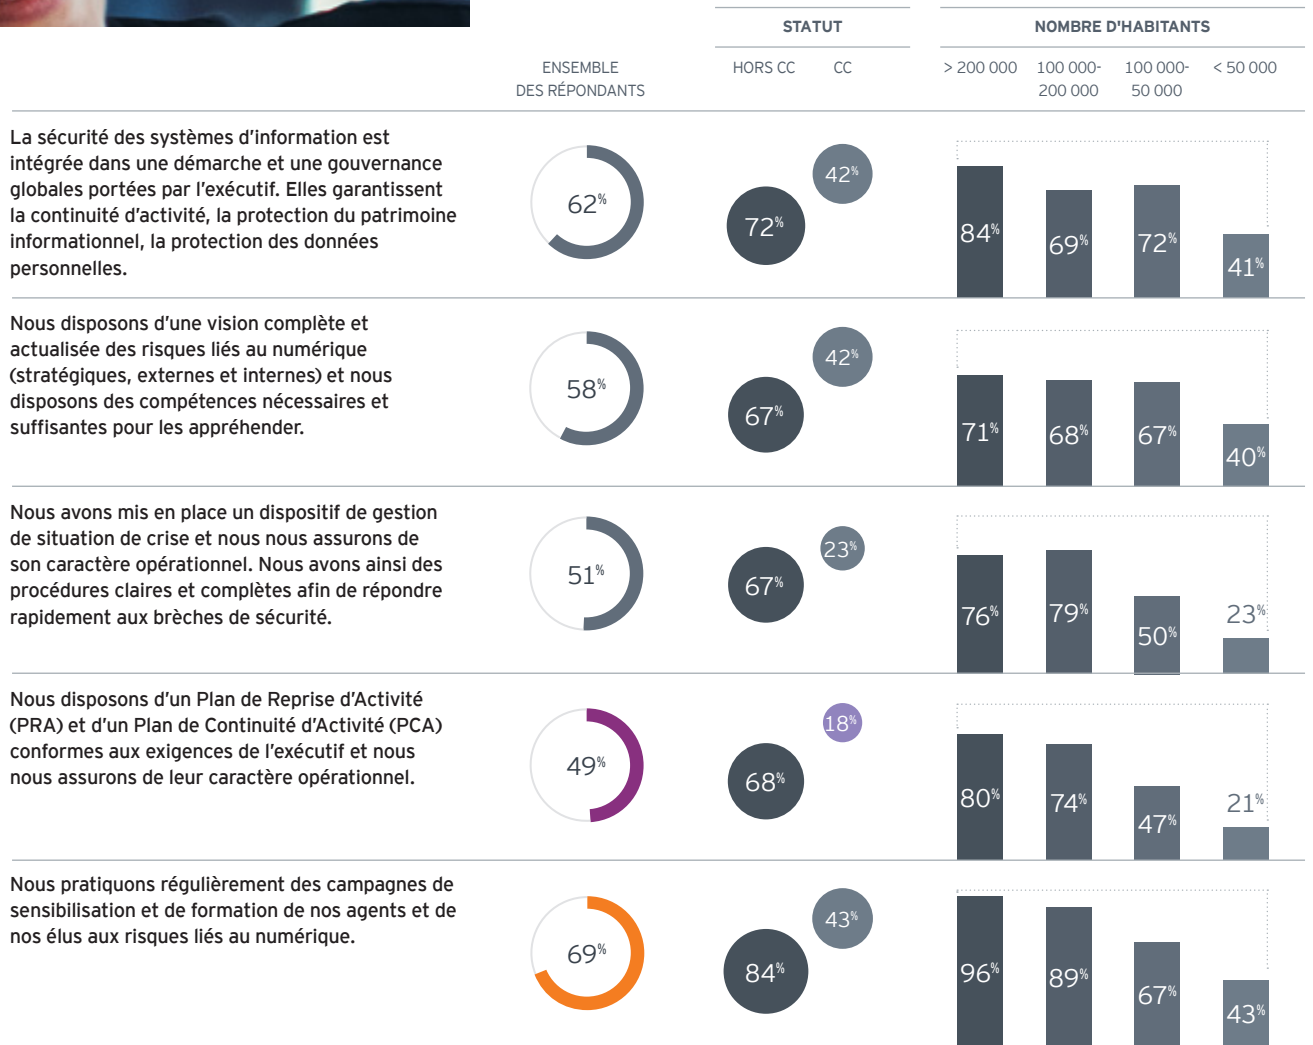 STATUT
NOMBRE D'HABITANTS
ENSEMBLE
DES RÉPONDANTS
HORS CC
CC
> 200 000
100 000-
200 000
100 000-
50 000
< 50 000
La sécurité des systèmes d'information est
intégrée dans une démarche et une gouvernance
globales portées par l'exécutif. Elles garantissent
la continuité d'activité, la protection du patrimoine
informationnel, la protection des données
personnelles.
62%
72%
42%
84%
69%
72%
41%
Nous disposons d'une vision complète et
actualisée des risques liés au numérique
(stratégiques, externes et internes) et nous
disposons des compétences nécessaires et
suffisantes pour les appréhender.
58%
67%
42%
71%
68%
67%
40%
Nous avons mis en place un dispositif de gestion
de situation de crise et nous nous assurons de
son caractère opérationnel. Nous avons ainsi des
procédures claires et complètes afin de répondre
rapidement aux brèches de sécurité.
51%
67%
23%
76%
79%
50%
23%
Nous disposons d'un Plan de Reprise d'Activité
(PRA) et d'un Plan de Continuité d'Activité (PCA)
conformes aux exigences de l'exécutif et nous
nous assurons de leur caractère opérationnel.
49%
68%
18%
80%
74%
47%
21%
Nous pratiquons régulièrement des campagnes de
sensibilisation et de formation de nos agents et de
nos élus aux risques liés au numérique.
69%
84%
43%
96%
89%
67%
43%